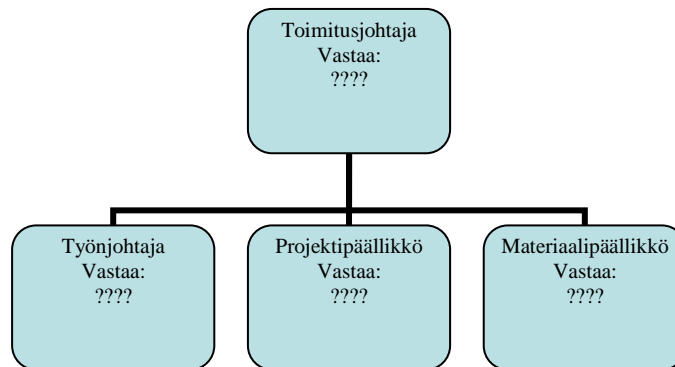 Toimitusjohtaja
Vastaa:
????
Työnjohtaja
Vastaa:
????
Projektipäällikkö
Vastaa:
????
Materiaalipäällikkö
Vastaa:
????